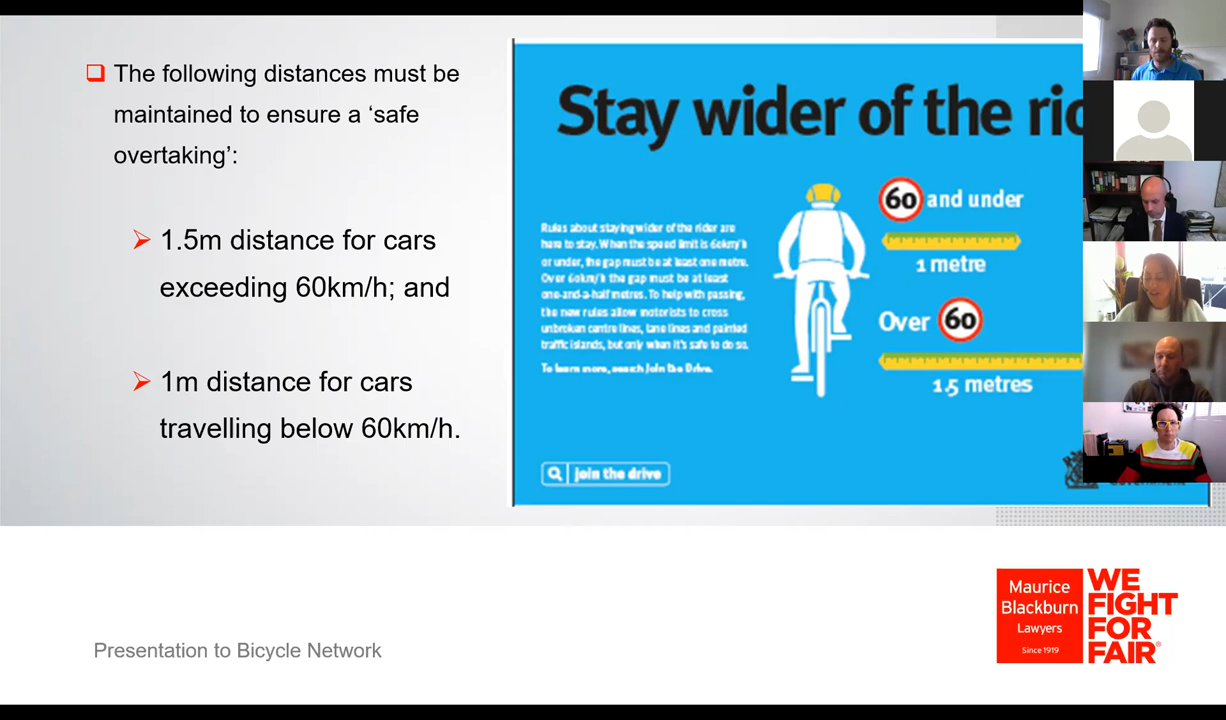 The following distances must be
maintained to ensure a ‘safe
overtaking’:
1.5m distance for cars
exceeding 60km/h; and
1m distance for cars
travelling below 60km/h.
Stay wider of the
Rules about staying wider of the rider are
here to stay. When the speed limit is 60km/h
or under, the gap must be at least one metre.
Over 60km/h the gap must be at least
one-and-a-half metres. To help with passing,
the new rules allow motorists to cross
unbroken centre lines, lane lines and painted
traffic islands, but only when it's safe to do so.
To learn more, search Join the Drive.
60 and under
1 metre
Over 60
1.5 metres
join the drive
Presentation to Bicycle Network
Maurice
Blackburn
Lawyers
Since 1919
WE
FIGHT
FOR
FAIR®